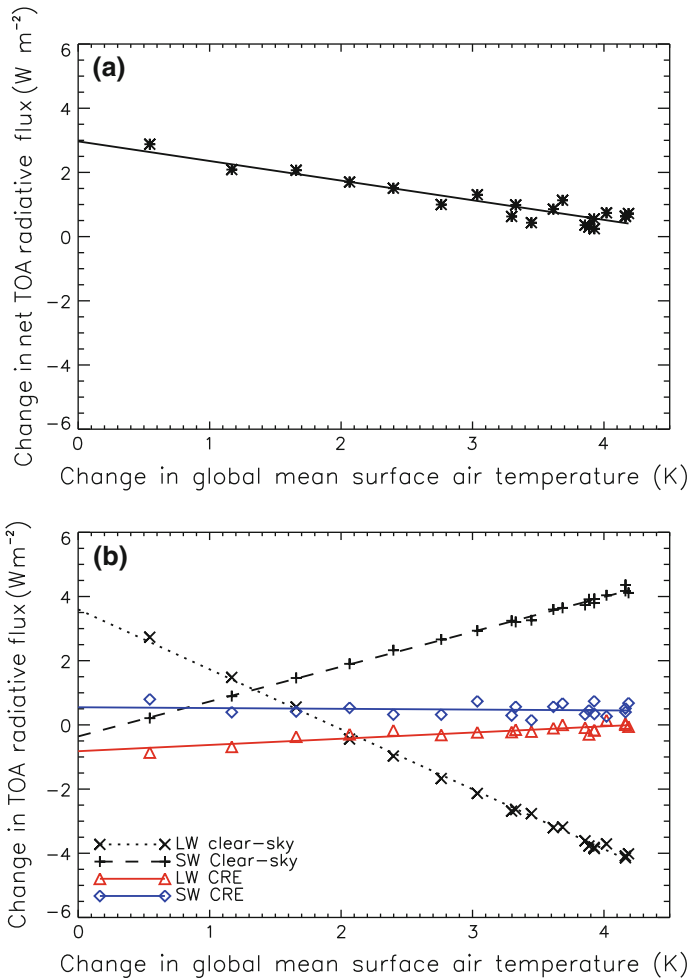 (a)
Change in net TOA radiative flux (W m⁻²)
6
4
2
0
-2
-4
-6
0 1 2 3 4
Change in global mean surface air temperature (K)
(b)
Change in TOA radiative flux (Wm⁻²)
6
4
2
0
-2
-4
-6
LW clear-sky
SW Clear-sky
LW CRE
SW CRE
0 1 2 3 4
Change in global mean surface air temperature (K)